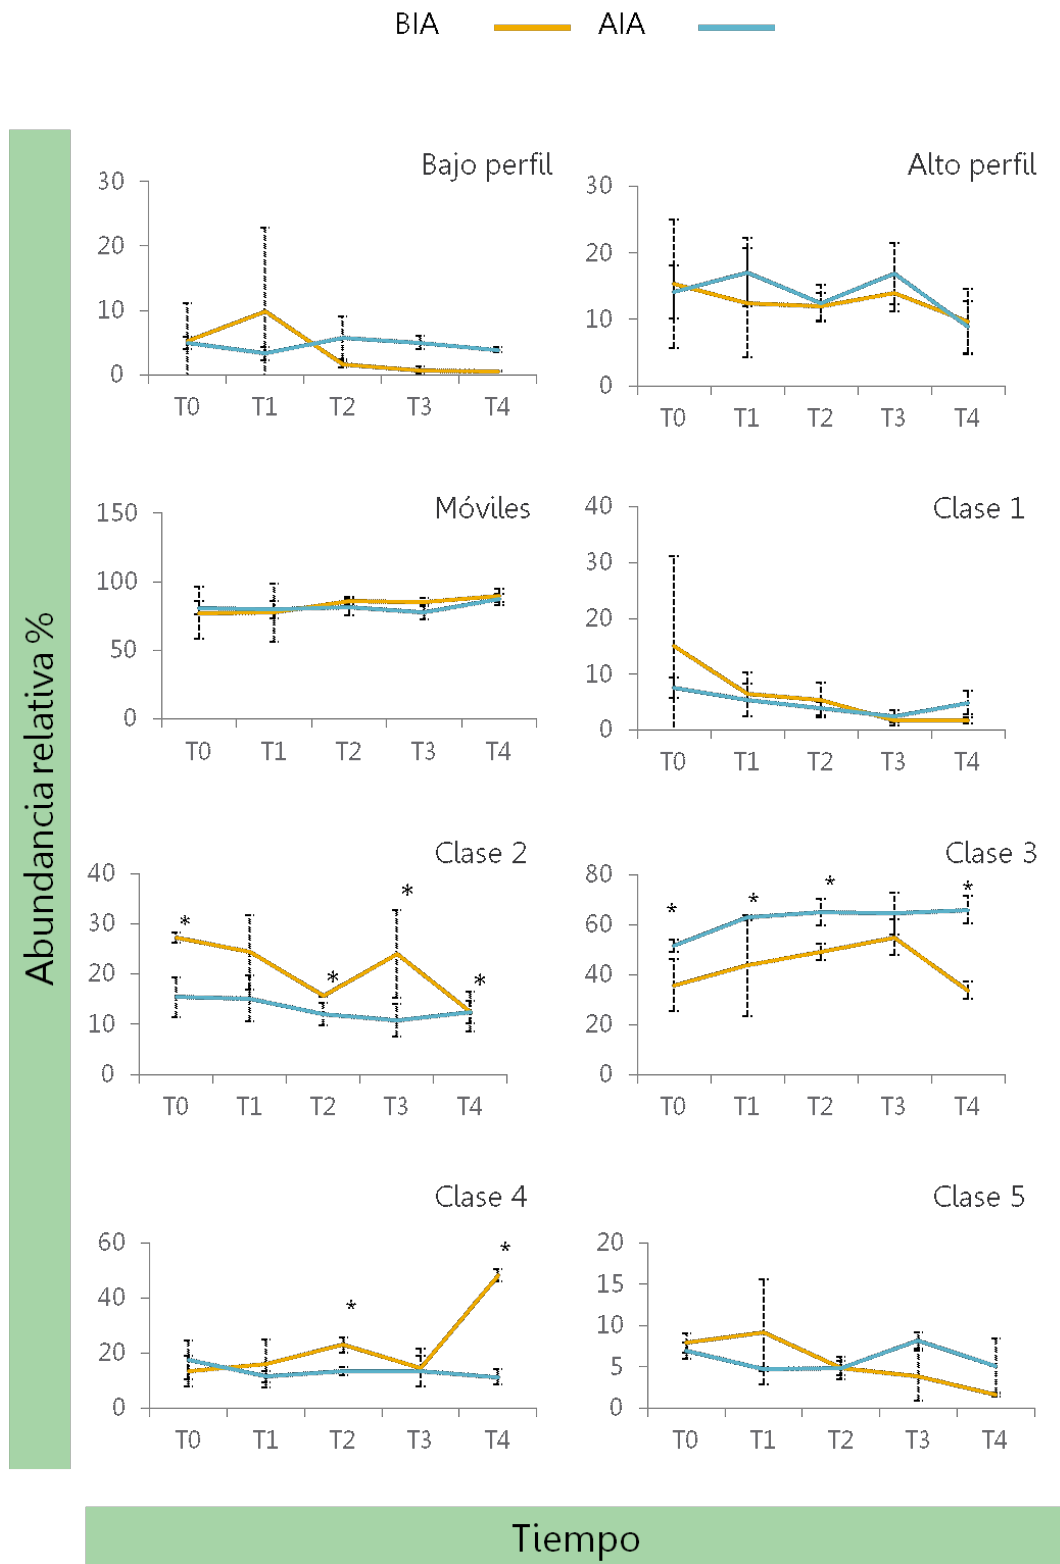 BIA AIA
Abundancia relativa %
Bajo perfil
30
20
10
0
T0 T1 T2 T3 T4
Alto perfil
30
20
10
0
T0 T1 T2 T3 T4
Móviles
150
100
50
0
T0 T1 T2 T3 T4
Clase 1
40
30
20
10
0
T0 T1 T2 T3 T4
Clase 2
40
30
20
10
0
* * * *
T0 T1 T2 T3 T4
Clase 3
80
60
40
20
0
* * * *
T0 T1 T2 T3 T4
Clase 4
60
40
20
0
* *
T0 T1 T2 T3 T4
Clase 5
20
15
10
5
0
T0 T1 T2 T3 T4
Tiempo